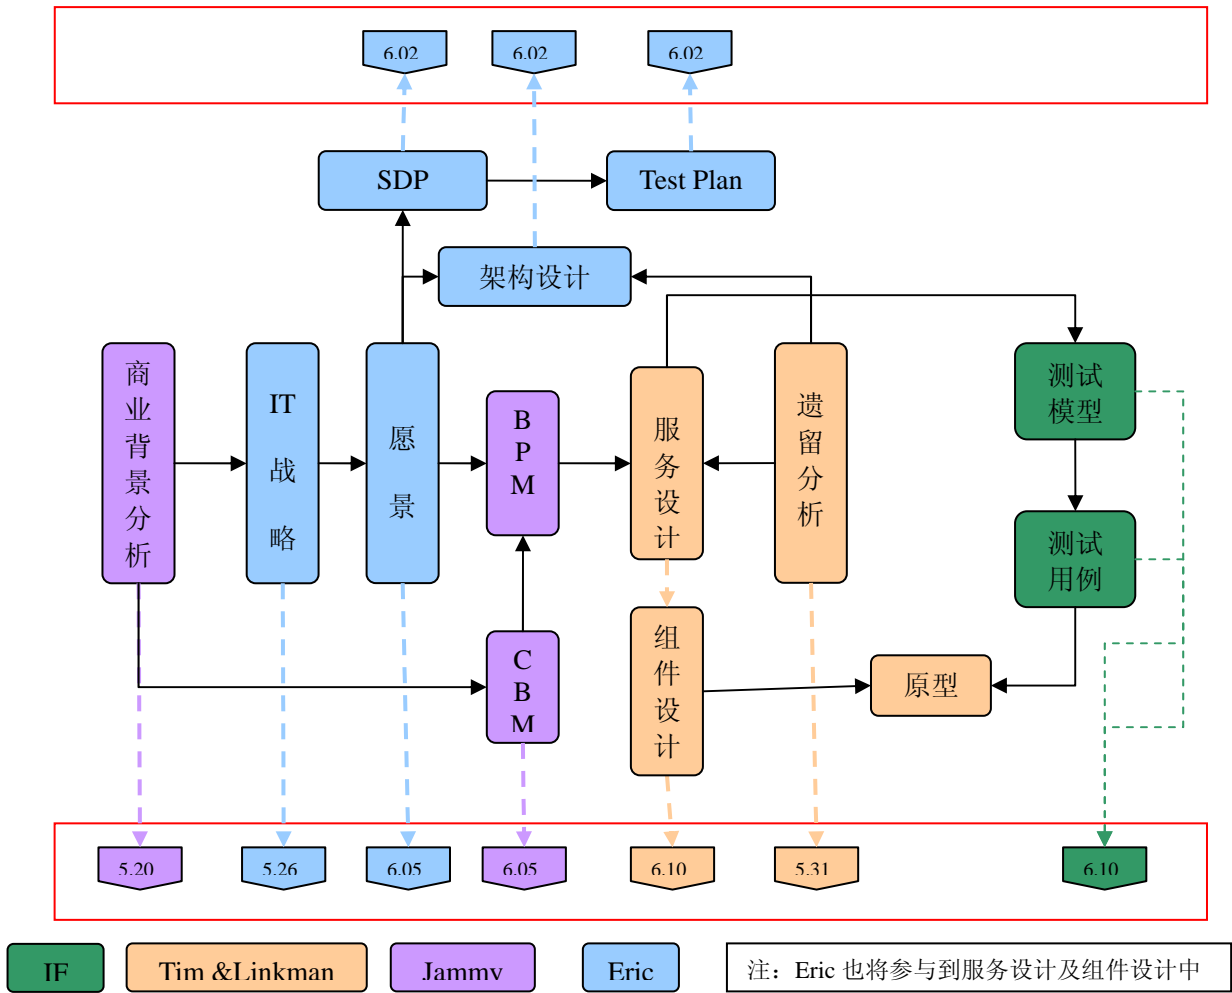 6.02
6.02
6.02
SDP
Test Plan
架构设计
商业背景分析
IT战略
愿景
BPM
服务设计
遗留分析
测试
模型
测试
用例
CBM
组件设计
原型
5.20
5.26
6.05
6.05
6.10
5.31
6.10
IF
Tim &Linkman
Jammy
Eric
注：Eric 也将参与到服务设计及组件设计中